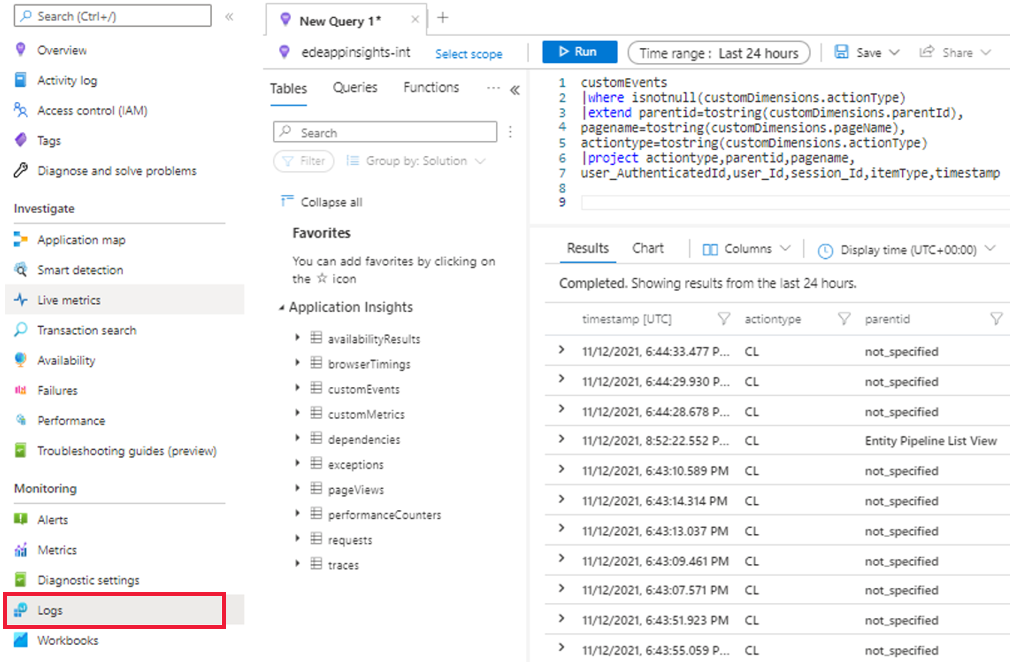 Search (Ctrl+/)
«
Overview
Activity log
Access control (IAM)
Tags
Diagnose and solve problems
Investigate
Application map
Smart detection
Live metrics
Transaction search
Availability
Failures
Performance
Troubleshooting guides (preview)
Monitoring
Alerts
Metrics
Diagnostic settings
Logs
Workbooks
New Query 1*
edeappinsights-int
Select scope
Run
Time range : Last 24 hours
Save
Share
Tables Queries Functions ... «
Search
Filter
Group by: Solution
Collapse all
Favorites
You can add favorites by clicking on
the ☆ icon
Application Insights
availabilityResults
browserTimings
customEvents
customMetrics
dependencies
exceptions
pageViews
performanceCounters
requests
traces
1 customEvents
2 |where isnotnull(customDimensions.actionType)
3 |extend parentid=tostring(customDimensions.parentId),
4 pagename=tostring(customDimensions.pageName),
5 actiontype=tostring(customDimensions.actionType)
6 |project actiontype,parentid,pagename,
7 user_AuthenticatedId,user_Id,session_Id,itemType,timestamp
8
9
Results Chart Columns Display time (UTC+00:00)
Completed. Showing results from the last 24 hours.
timestamp [UTC] actiontype parentid
11/12/2021, 6:44:33.477 P... CL not_specified
11/12/2021, 6:44:29.930 P... CL not_specified
11/12/2021, 6:44:28.678 P... CL not_specified
11/12/2021, 8:52:22.552 P... CL Entity Pipeline List View
11/12/2021, 6:43:10.589 PM CL not_specified
11/12/2021, 6:43:14.314 PM CL not_specified
11/12/2021, 6:43:13.037 PM CL not_specified
11/12/2021, 6:43:09.461 PM CL not_specified
11/12/2021, 6:43:07.571 PM CL not_specified
11/12/2021, 6:43:51.923 PM CL not_specified
11/12/2021, 6:43:55.059 P... CL not_specified